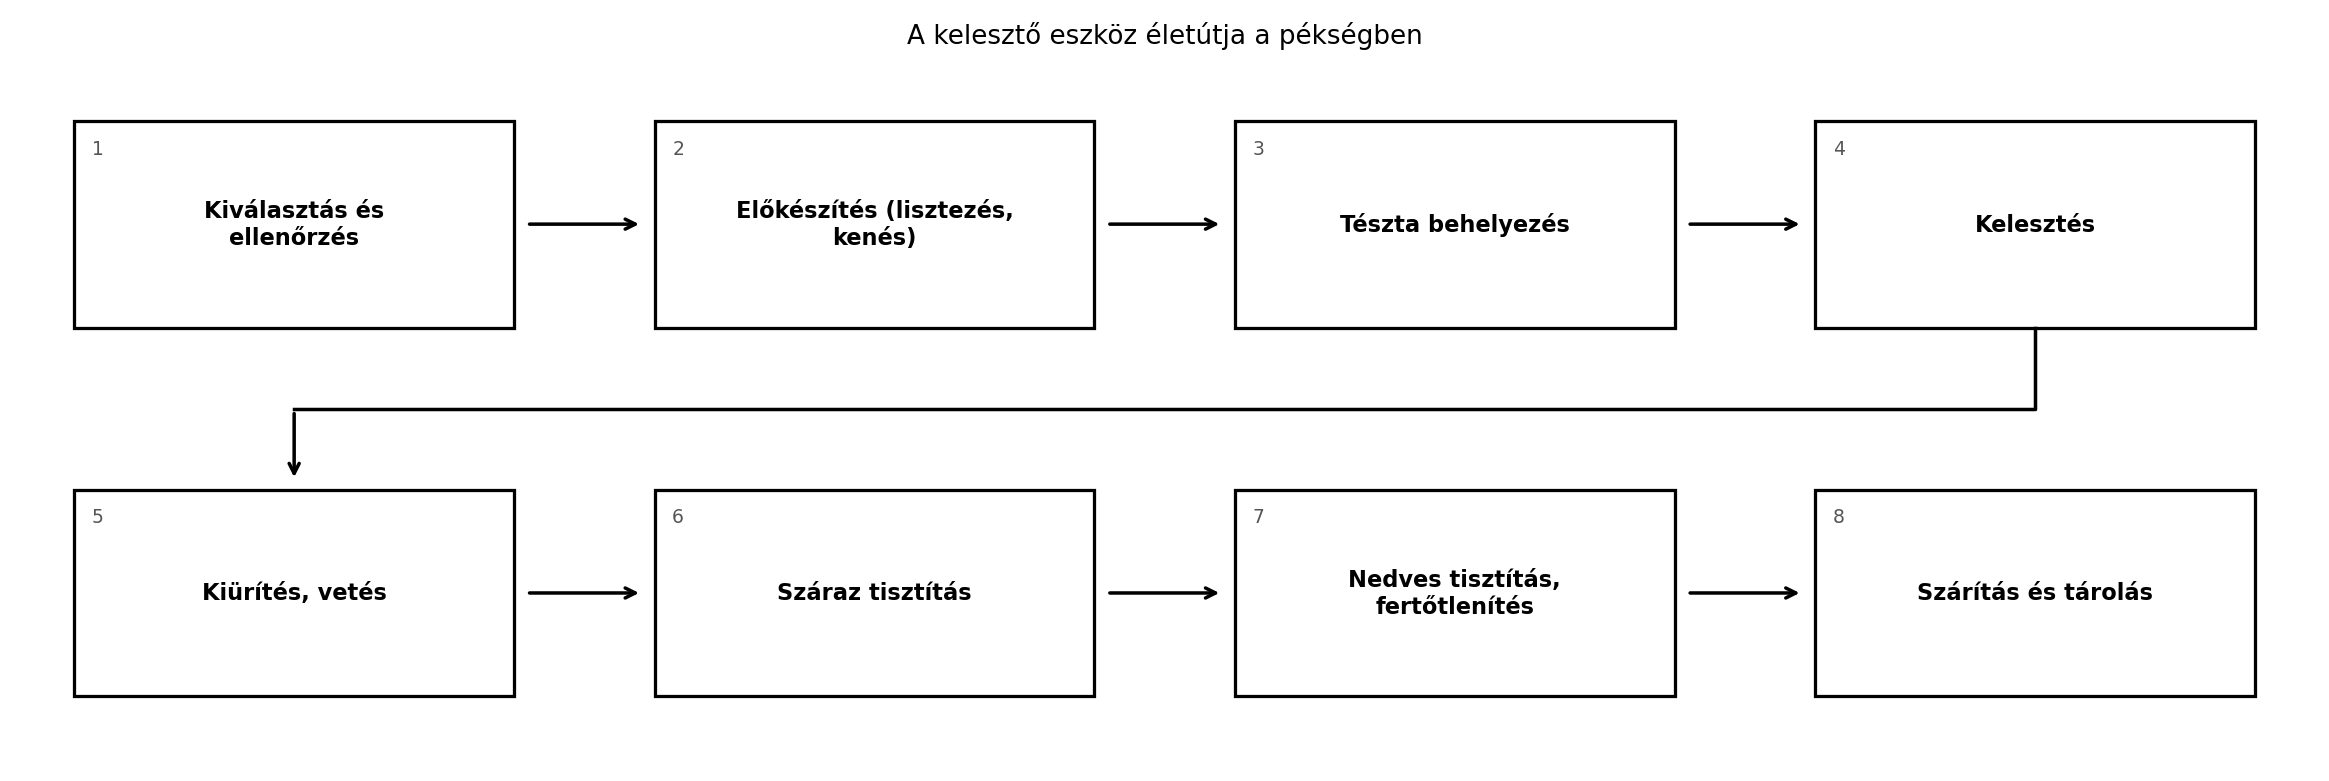 A kelesztő eszköz életútja a pékségben
1
Kiválasztás és
ellenőrzés
2
Előkészítés (lisztezés,
kenés)
3
Tészta behelyezés
4
Kelesztés
5
Kiürítés, vetés
6
Száraz tisztítás
7
Nedves tisztítás,
fertőtlenítés
8
Szárítás és tárolás